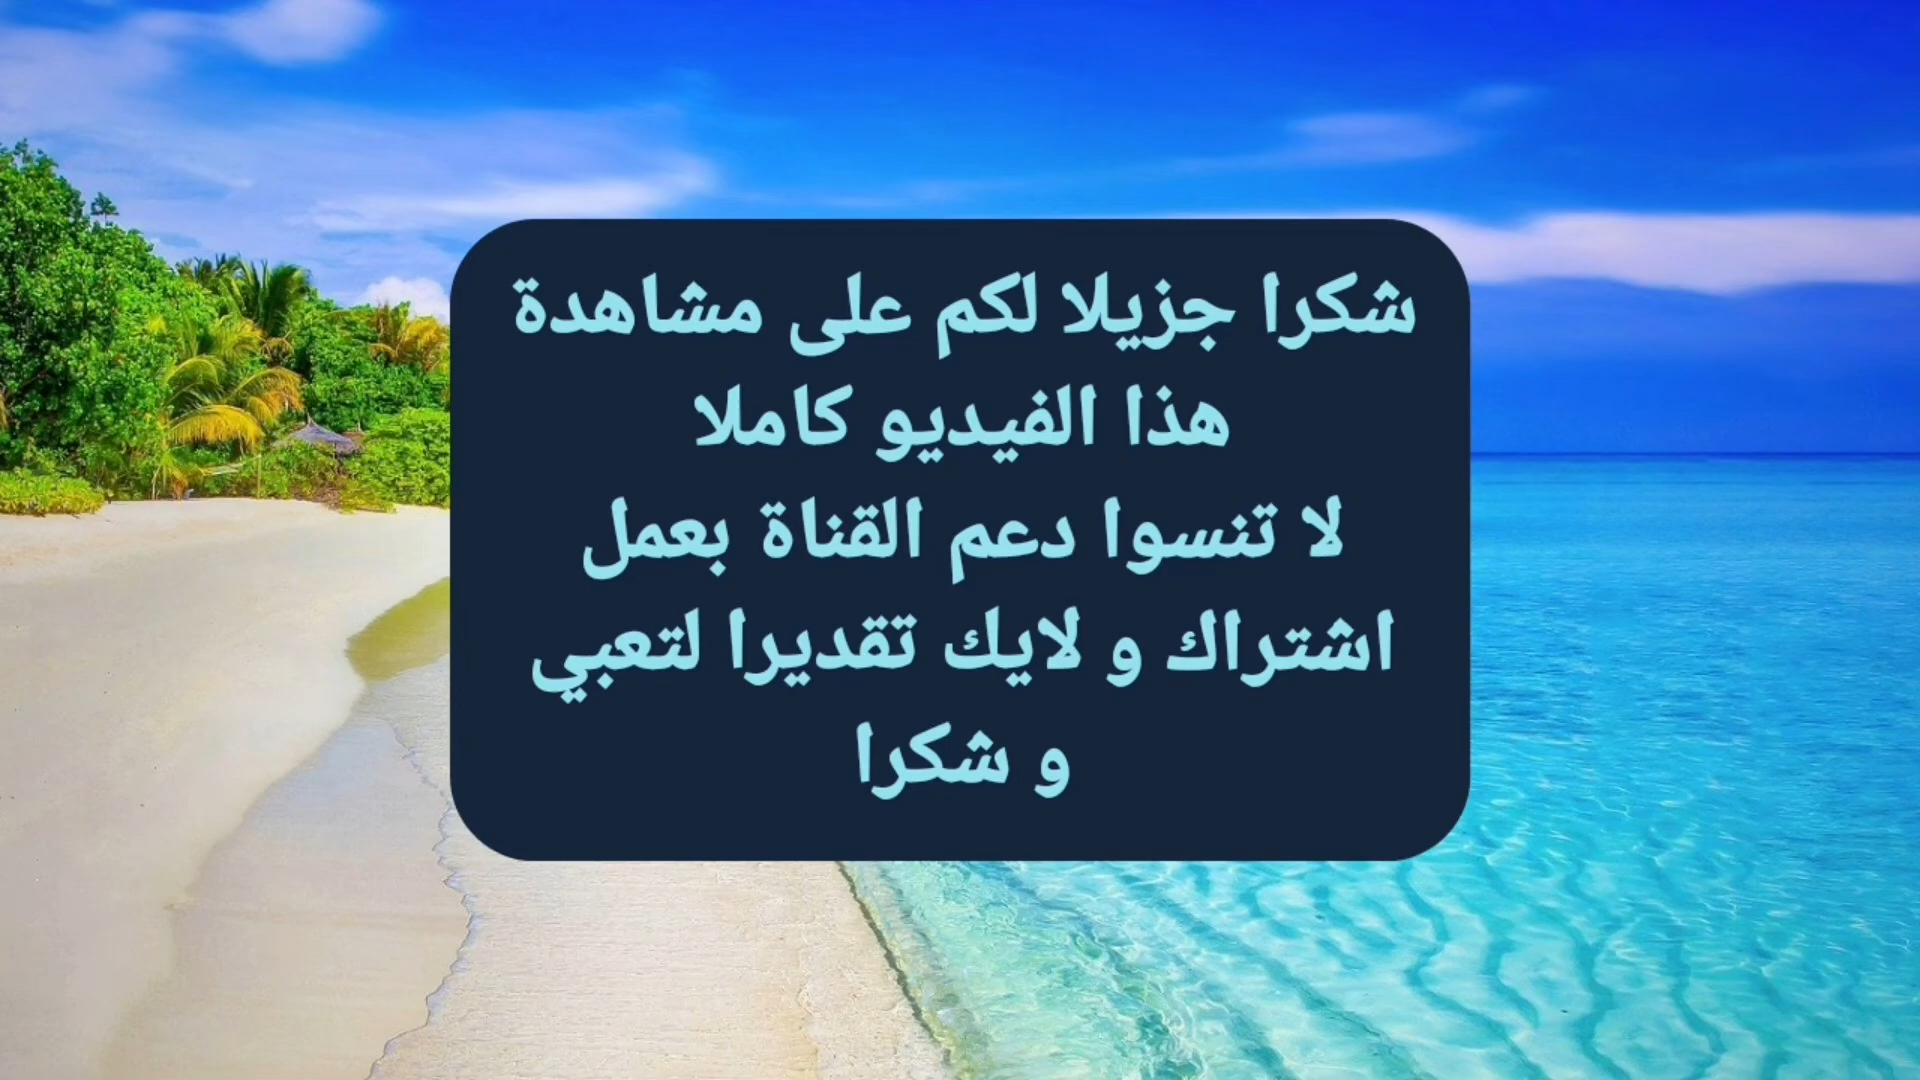 شكرا جزيلا لكم على مشاهدة
هذا الفيديو كاملا
لا تنسوا دعم القناة بعمل
اشتراك و لايك تقديرا لتعبي
و شكرا